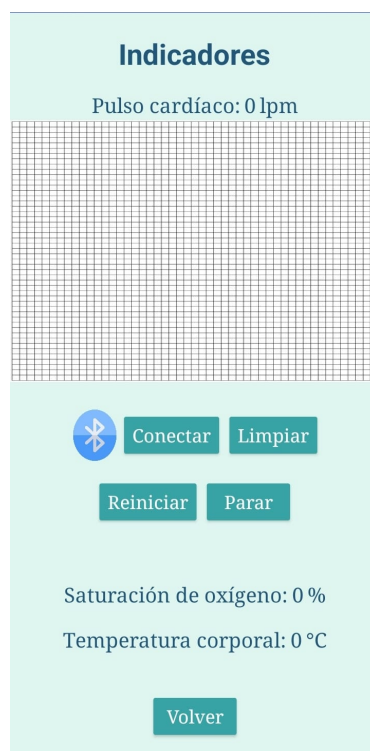 Indicadores
Pulso cardíaco: 0 lpm
Conectar Limpiar
Reiniciar Parar
Saturación de oxígeno: 0 %
Temperatura corporal: 0 °C
Volver